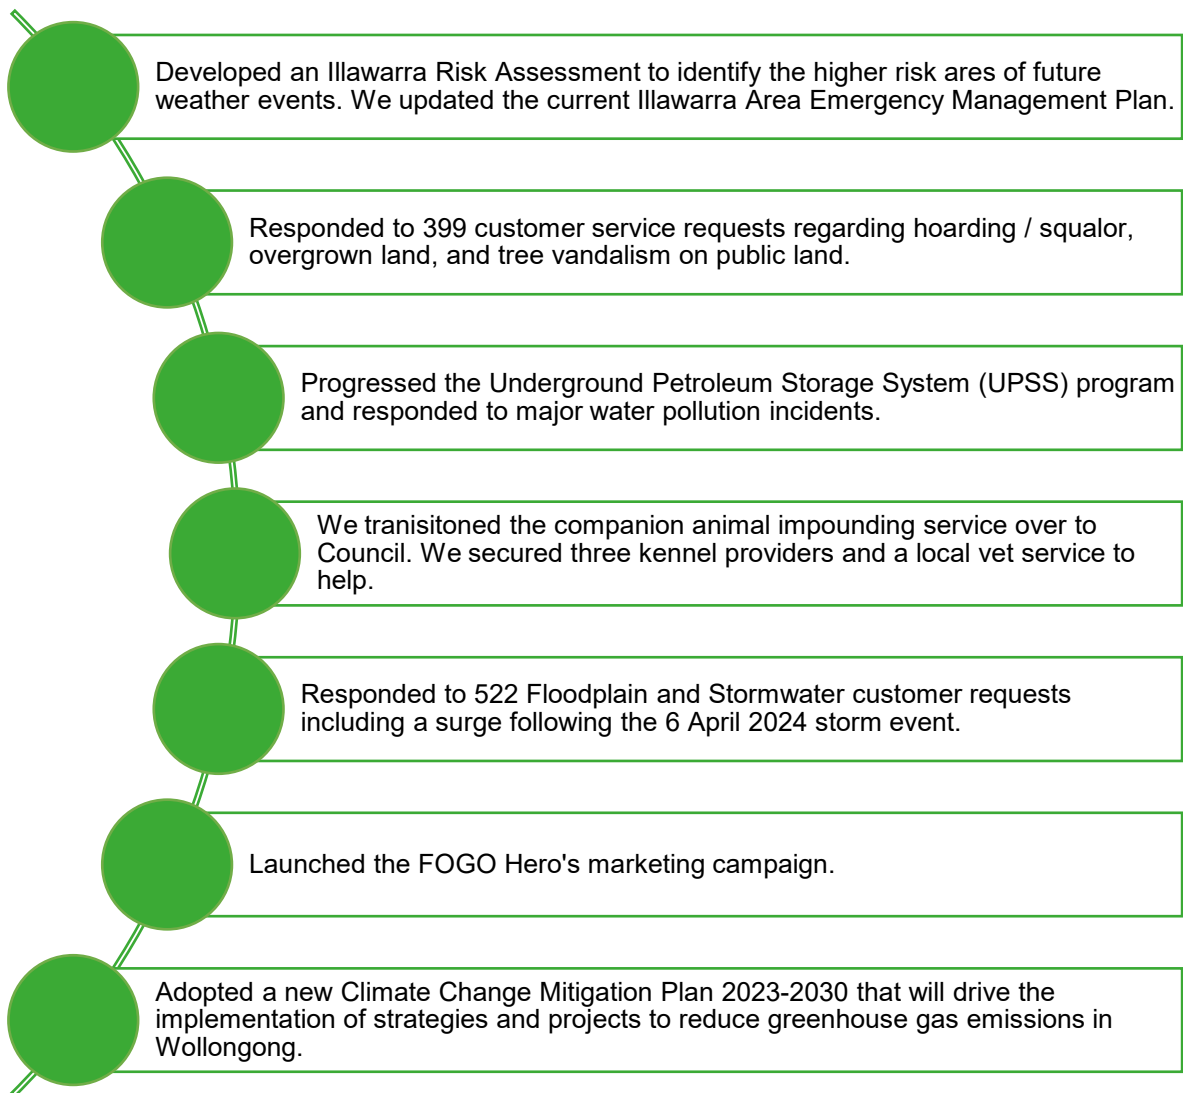 Developed an Illawarra Risk Assessment to identify the higher risk ares of future
weather events. We updated the current Illawarra Area Emergency Management Plan.
Responded to 399 customer service requests regarding hoarding / squalor,
overgrown land, and tree vandalism on public land.
Progressed the Underground Petroleum Storage System (UPSS) program
and responded to major water pollution incidents.
We tranisitoned the companion animal impounding service over to
Council. We secured three kennel providers and a local vet service to
help.
Responded to 522 Floodplain and Stormwater customer requests
including a surge following the 6 April 2024 storm event.
Launched the FOGO Hero's marketing campaign.
Adopted a new Climate Change Mitigation Plan 2023-2030 that will drive the
implementation of strategies and projects to reduce greenhouse gas emissions in
Wollongong.